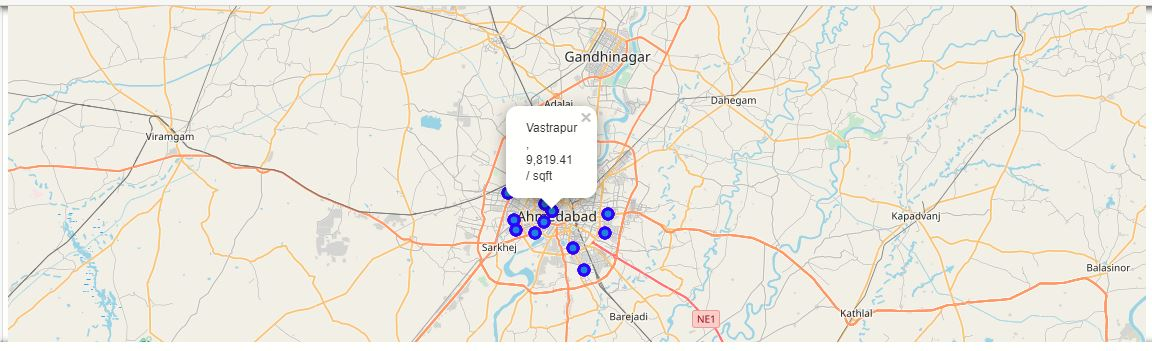 Gandhinagar
Adalaj
Dahegam
×
Vastrapur
,
9,819.41
/ sqft
Viramgam
Ahmedabad
Kapadvanj
Sarkhej
Balasinor
Barejadi
NE1
Kathlal